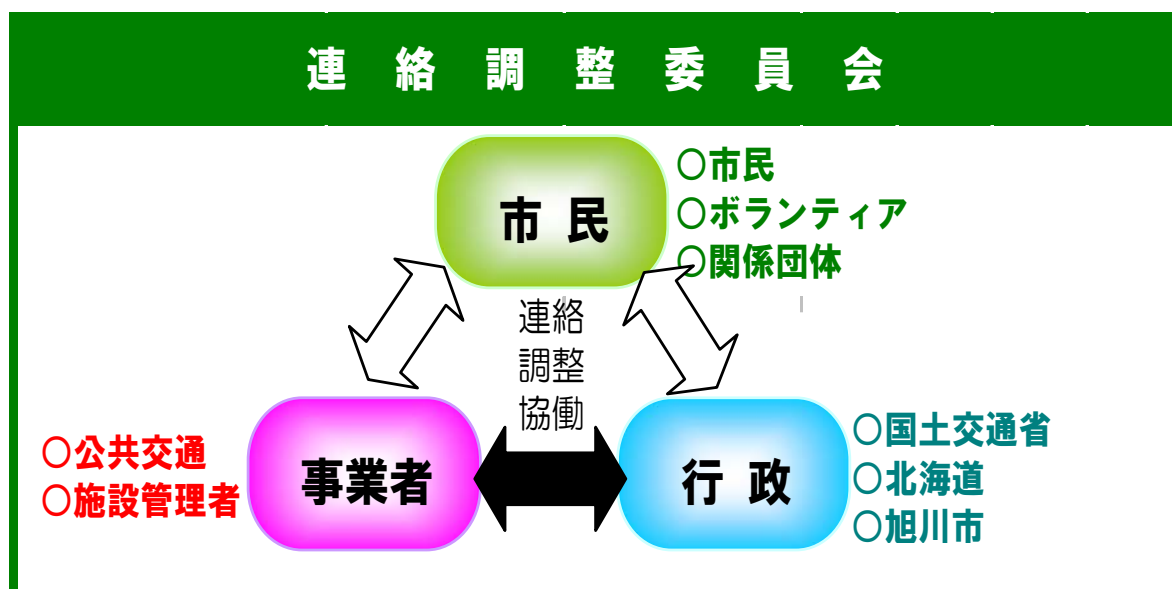 連絡調整委員会
市民
○市民
○ボランティア
○関係団体
連絡
調整
協働
○公共交通
○施設管理者
事業者
行政
○国土交通省
○北海道
○旭川市